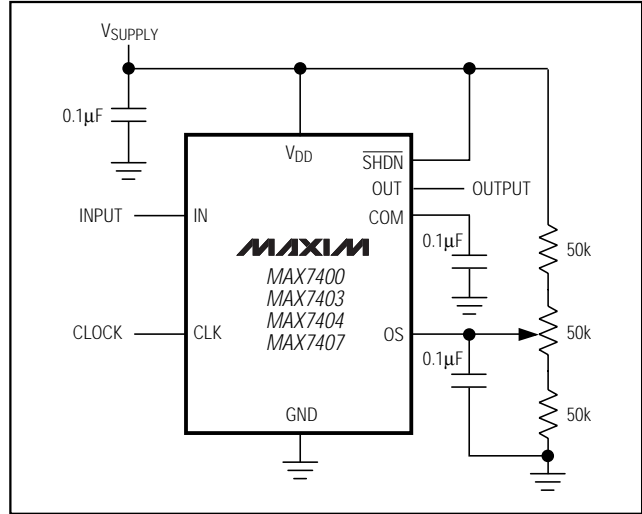 VSUPPLY
0.1µF
VDD
SHDN
OUT
OUTPUT
INPUT
IN
COM
MAXIM
0.1µF
50k
MAX7400
MAX7403
MAX7404
MAX7407
CLOCK
CLK
OS
50k
0.1µF
GND
50k